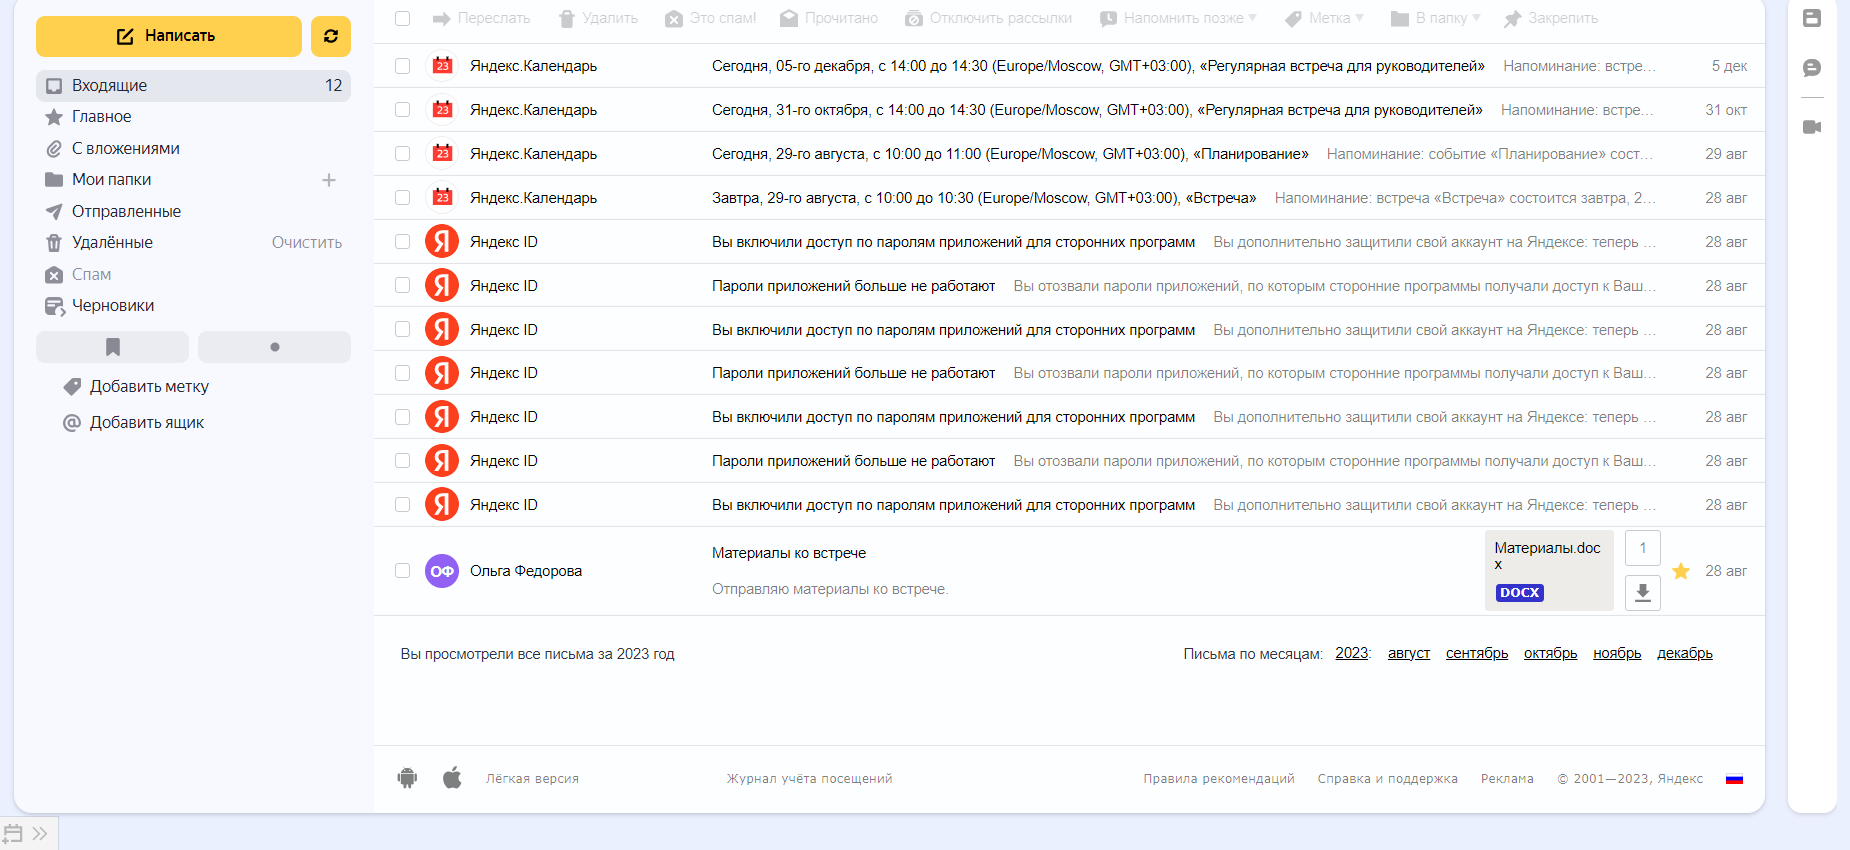 Написать
Входящие 12
Главное
С вложениями
Мои папки
Отправленные
Удалённые Очистить
Спам
Черновики
Добавить метку
Добавить ящик
Переслать Удалить Это спам! Прочитано Отключить рассылки Напомнить позже Метка В папку Закрепить
23 Яндекс.Календарь Сегодня, 05-го декабря, с 14:00 до 14:30 (Europe/Moscow, GMT+03:00), «Регулярная встреча для руководителей» Напоминание: встре... 5 дек
23 Яндекс.Календарь Сегодня, 31-го октября, с 14:00 до 14:30 (Europe/Moscow, GMT+03:00), «Регулярная встреча для руководителей» Напоминание: встре... 31 окт
23 Яндекс.Календарь Сегодня, 29-го августа, с 10:00 до 11:00 (Europe/Moscow, GMT+03:00), «Планирование» Напоминание: событие «Планирование» сост... 29 авг
23 Яндекс.Календарь Завтра, 29-го августа, с 10:00 до 10:30 (Europe/Moscow, GMT+03:00), «Встреча» Напоминание: встреча «Встреча» состоится завтра, 2... 28 авг
Я Яндекс ID Вы включили доступ по паролям приложений для сторонних программ Вы дополнительно защитили свой аккаунт на Яндексе: теперь ... 28 авг
Я Яндекс ID Пароли приложений больше не работают Вы отозвали пароли приложений, по которым сторонние программы получали доступ к Ваш... 28 авг
Я Яндекс ID Вы включили доступ по паролям приложений для сторонних программ Вы дополнительно защитили свой аккаунт на Яндексе: теперь ... 28 авг
Я Яндекс ID Пароли приложений больше не работают Вы отозвали пароли приложений, по которым сторонние программы получали доступ к Ваш... 28 авг
Я Яндекс ID Вы включили доступ по паролям приложений для сторонних программ Вы дополнительно защитили свой аккаунт на Яндексе: теперь ... 28 авг
Я Яндекс ID Пароли приложений больше не работают Вы отозвали пароли приложений, по которым сторонние программы получали доступ к Ваш... 28 авг
Я Яндекс ID Вы включили доступ по паролям приложений для сторонних программ Вы дополнительно защитили свой аккаунт на Яндексе: теперь ... 28 авг
ОФ Ольга Федорова Материалы ко встрече
Отправляю материалы ко встрече.
Материалы.doc
x
DOCX
1
28 авг
Вы просмотрели все письма за 2023 год Письма по месяцам: 2023: август сентябрь октябрь ноябрь декабрь
Лёгкая версия Журнал учёта посещений Правила рекомендаций Справка и поддержка Реклама © 2001—2023, Яндекс